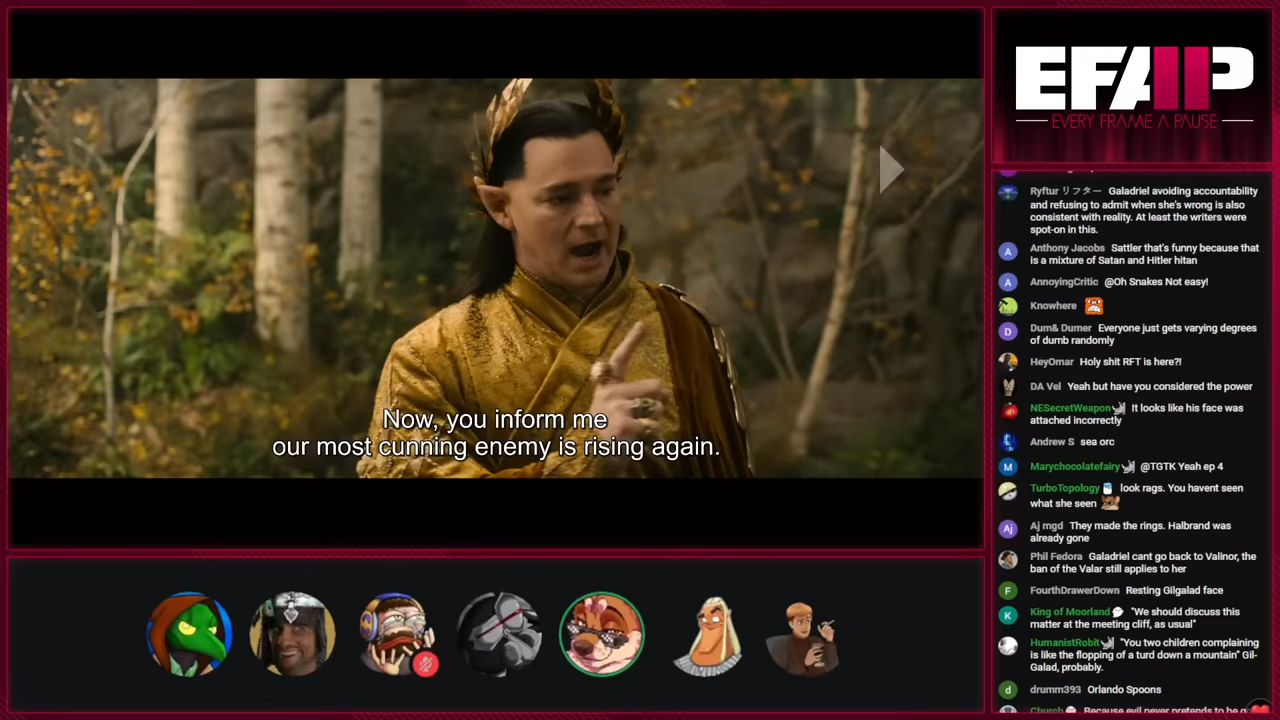 EFAP
EVERY FRAME A PAUSE
Now, you inform me
our most cunning enemy is rising again.
Ryftur リフター Galadriel avoiding accountability
and refusing to admit when she's wrong is also
consistent with reality. At least the writers were
spot-on in this.
A Anthony Jacobs Sattler that's funny because that
is a mixture of Satan and Hitler hitan
A AnnoyingCritic @Oh Snakes Not easy!
Knowhere
D Dum& Dumer Everyone just gets varying degrees
of dumb randomly
HeyOmar Holy shit RFT is here?!
DA Vel Yeah but have you considered the power
NESecretWeapon It looks like his face was
attached incorrectly
Andrew S sea orc
M Marychocolatefairy @TGTK Yeah ep 4
TurboTopology look rags. You havent seen
what she seen
Aj Aj mgd They made the rings. Halbrand was
already gone
Phil Fedora Galadriel cant go back to Valinor, the
ban of the Valar still applies to her
F FourthDrawerDown Resting Gilgalad face
K King of Moorland "We should discuss this
matter at the meeting cliff, as usual"
HumanistRobit "You two children complaining
is like the flopping of a turd down a mountain" Gil-
Galad, probably.
d drumm393 Orlando Spoons
Church Because evil never pretends to be